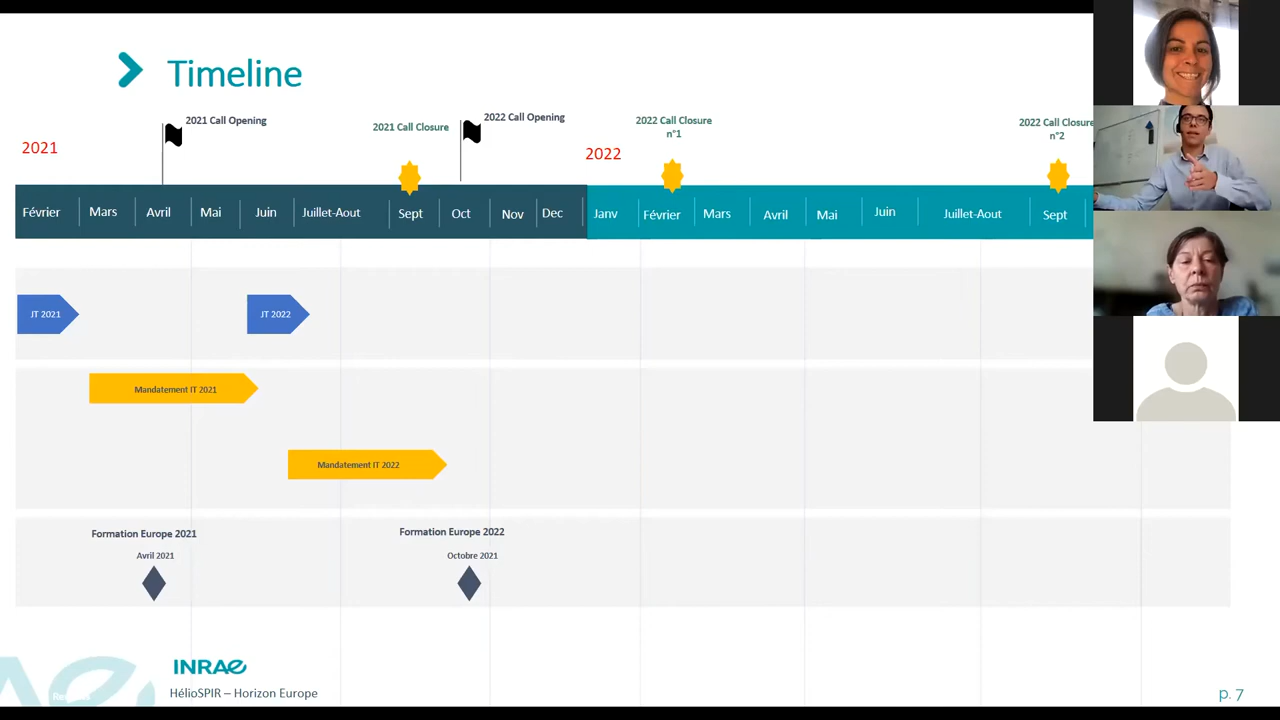 Timeline
2021 Call Opening
2022 Call Opening
2021 Call Closure
2022 Call Closure
n°1
2022 Call Closure
n°2
2021
2022
Février Mars Avril Mai Juin Juillet-Aout Sept Oct Nov Dec Janv Février Mars Avril Mai Juin Juillet-Aout Sept
JT 2021
JT 2022
Mandatement IT 2021
Mandatement IT 2022
Formation Europe 2021
Avril 2021
Formation Europe 2022
Octobre 2021
INRAE
HélioSPIR – Horizon Europe
p. 7